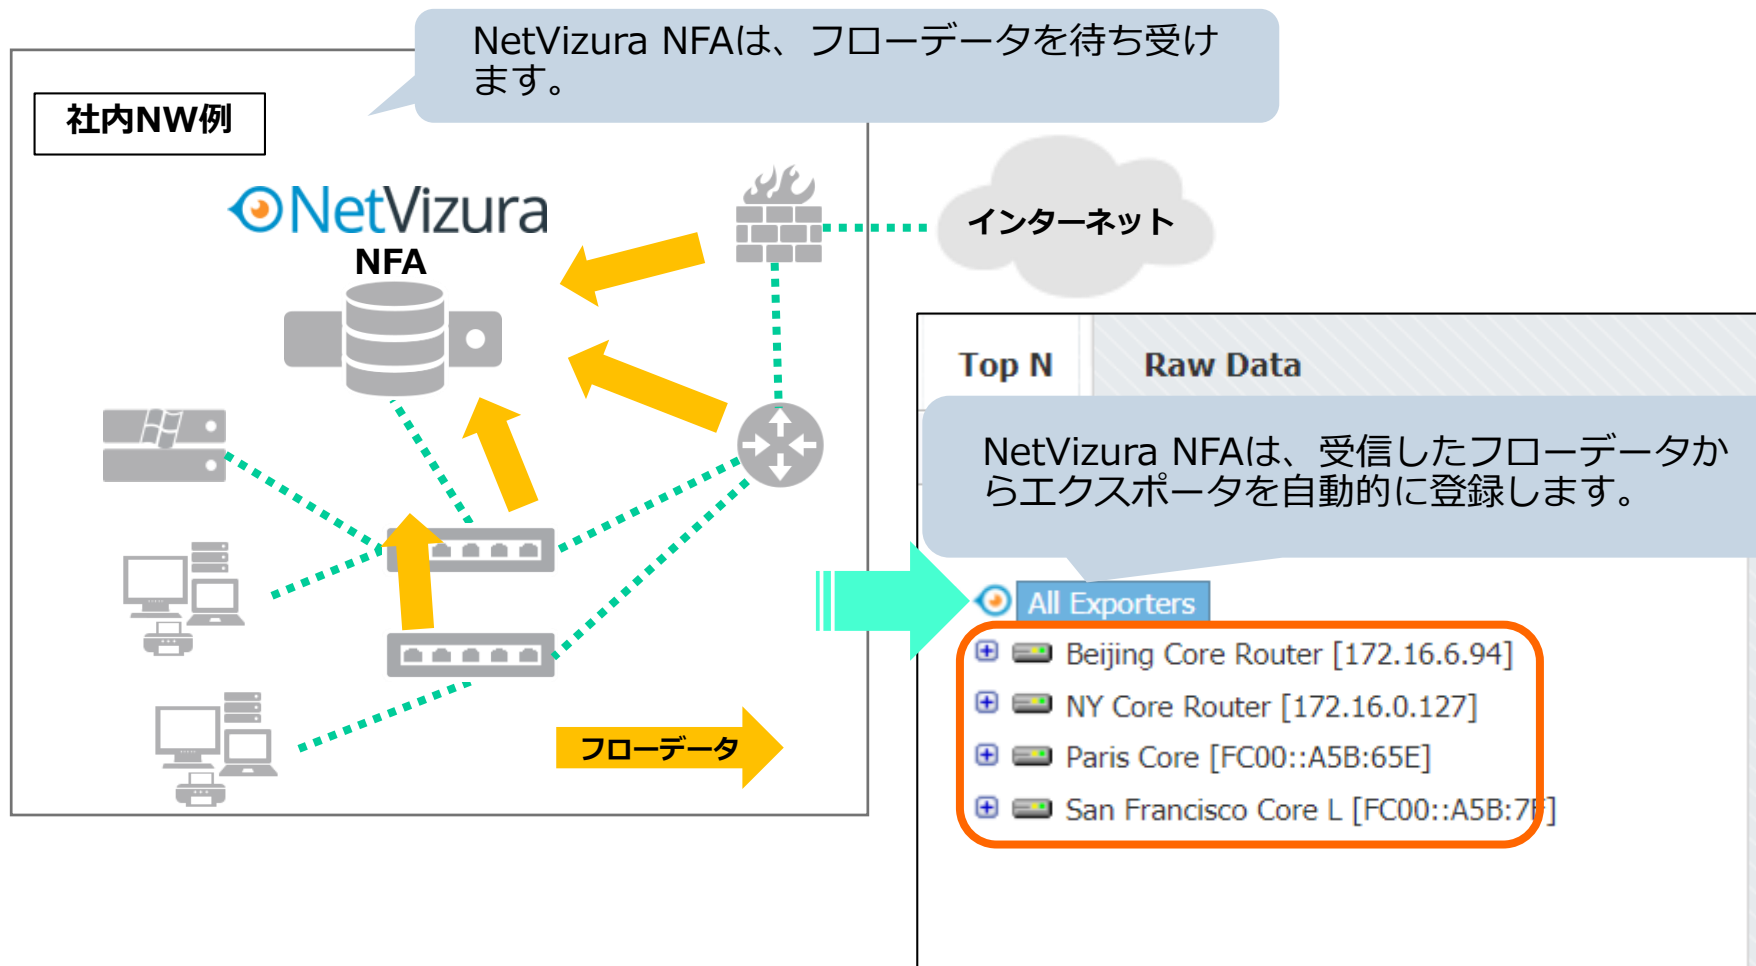 NetVizura NFAは、フローデータを待ち受け
ます。
社内NW例
NetVizura
NFA
インターネット
フローデータ
Top N
Raw Data
NetVizura NFAは、受信したフローデータか
らエクスポータを自動的に登録します。
All Exporters
Beijing Core Router [172.16.6.94]
NY Core Router [172.16.0.127]
Paris Core [FC00::A5B:65E]
San Francisco Core L [FC00::A5B:7F]